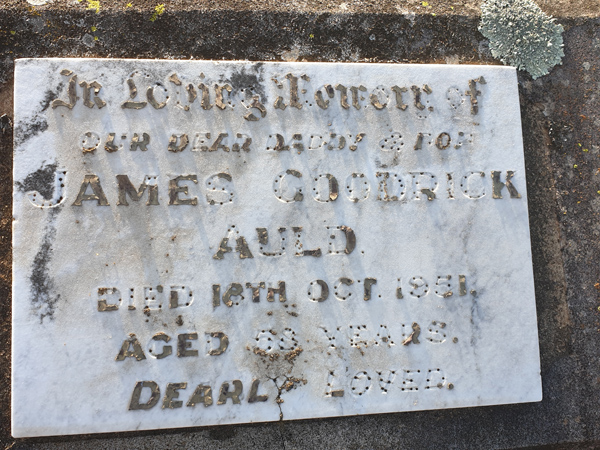 In Loving Memory of
OUR DEAR DADDY & POP
JAMES GOODRICK
AULD.
DIED 18TH OCT. 1951.
AGED 68 YEARS.
DEARLY LOVED.